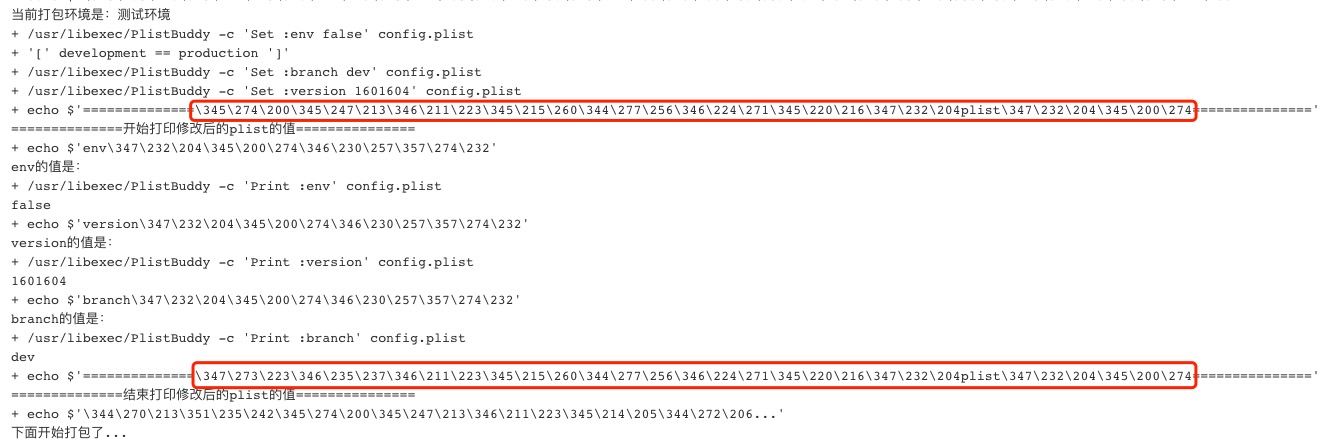 当前打包环境是: 测试环境
+ /usr/libexec/PlistBuddy -c 'Set :env false' config.plist
+ '[' development == production ']'
+ /usr/libexec/PlistBuddy -c 'Set :branch dev' config.plist
+ /usr/libexec/PlistBuddy -c 'Set :version 1601604' config.plist
+ echo $'==============\345\274\200\345\247\213\346\211\223\345\215\260\344\277\256\346\224\271\345\220\216\347\232\204plist\347\232\204\345\200\274==============='
==============开始打印修改后的plist的值===============
+ echo $'env\347\232\204\345\200\274\346\230\257\357\274\232'
env的值是:
+ /usr/libexec/PlistBuddy -c 'Print :env' config.plist
false
+ echo $'version\347\232\204\345\200\274\346\230\257\357\274\232'
version的值是:
+ /usr/libexec/PlistBuddy -c 'Print :version' config.plist
1601604
+ echo $'branch\347\232\204\345\200\274\346\230\257\357\274\232'
branch的值是:
+ /usr/libexec/PlistBuddy -c 'Print :branch' config.plist
dev
+ echo $'==============\347\273\223\346\235\237\346\211\223\345\215\260\344\277\256\346\224\271\345\220\216\347\232\204plist\347\232\204\345\200\274==============='
==============结束打印修改后的plist的值===============
+ echo $'\344\270\213\351\235\242\345\274\200\345\247\213\346\211\223\345\214\205\344\272\206...'
下面开始打包了...